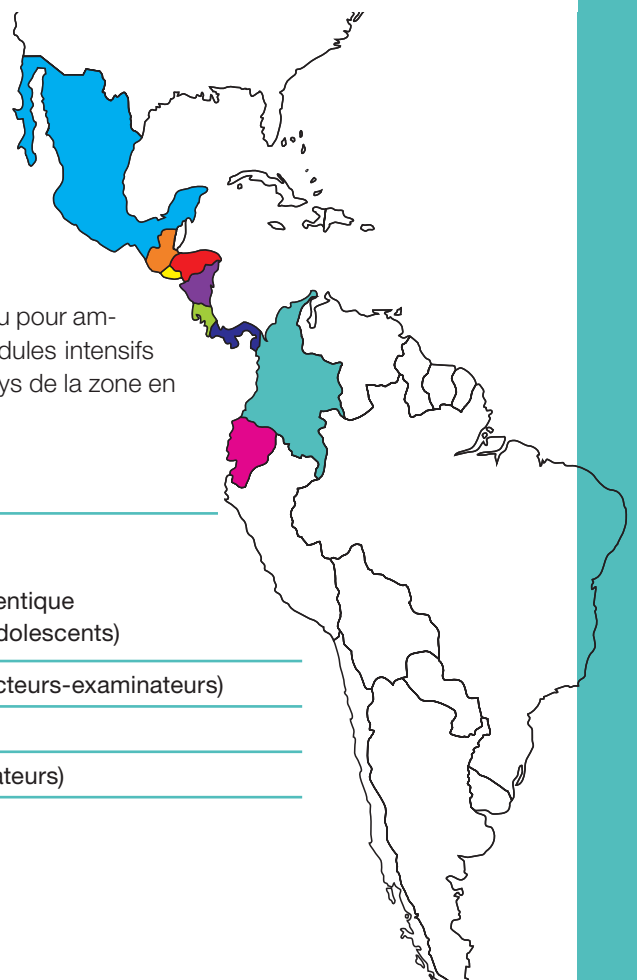 u pour am-
dules intensifs
ys de la zone en
entique
dolescents)
cteurs-examinateurs)
ateurs)